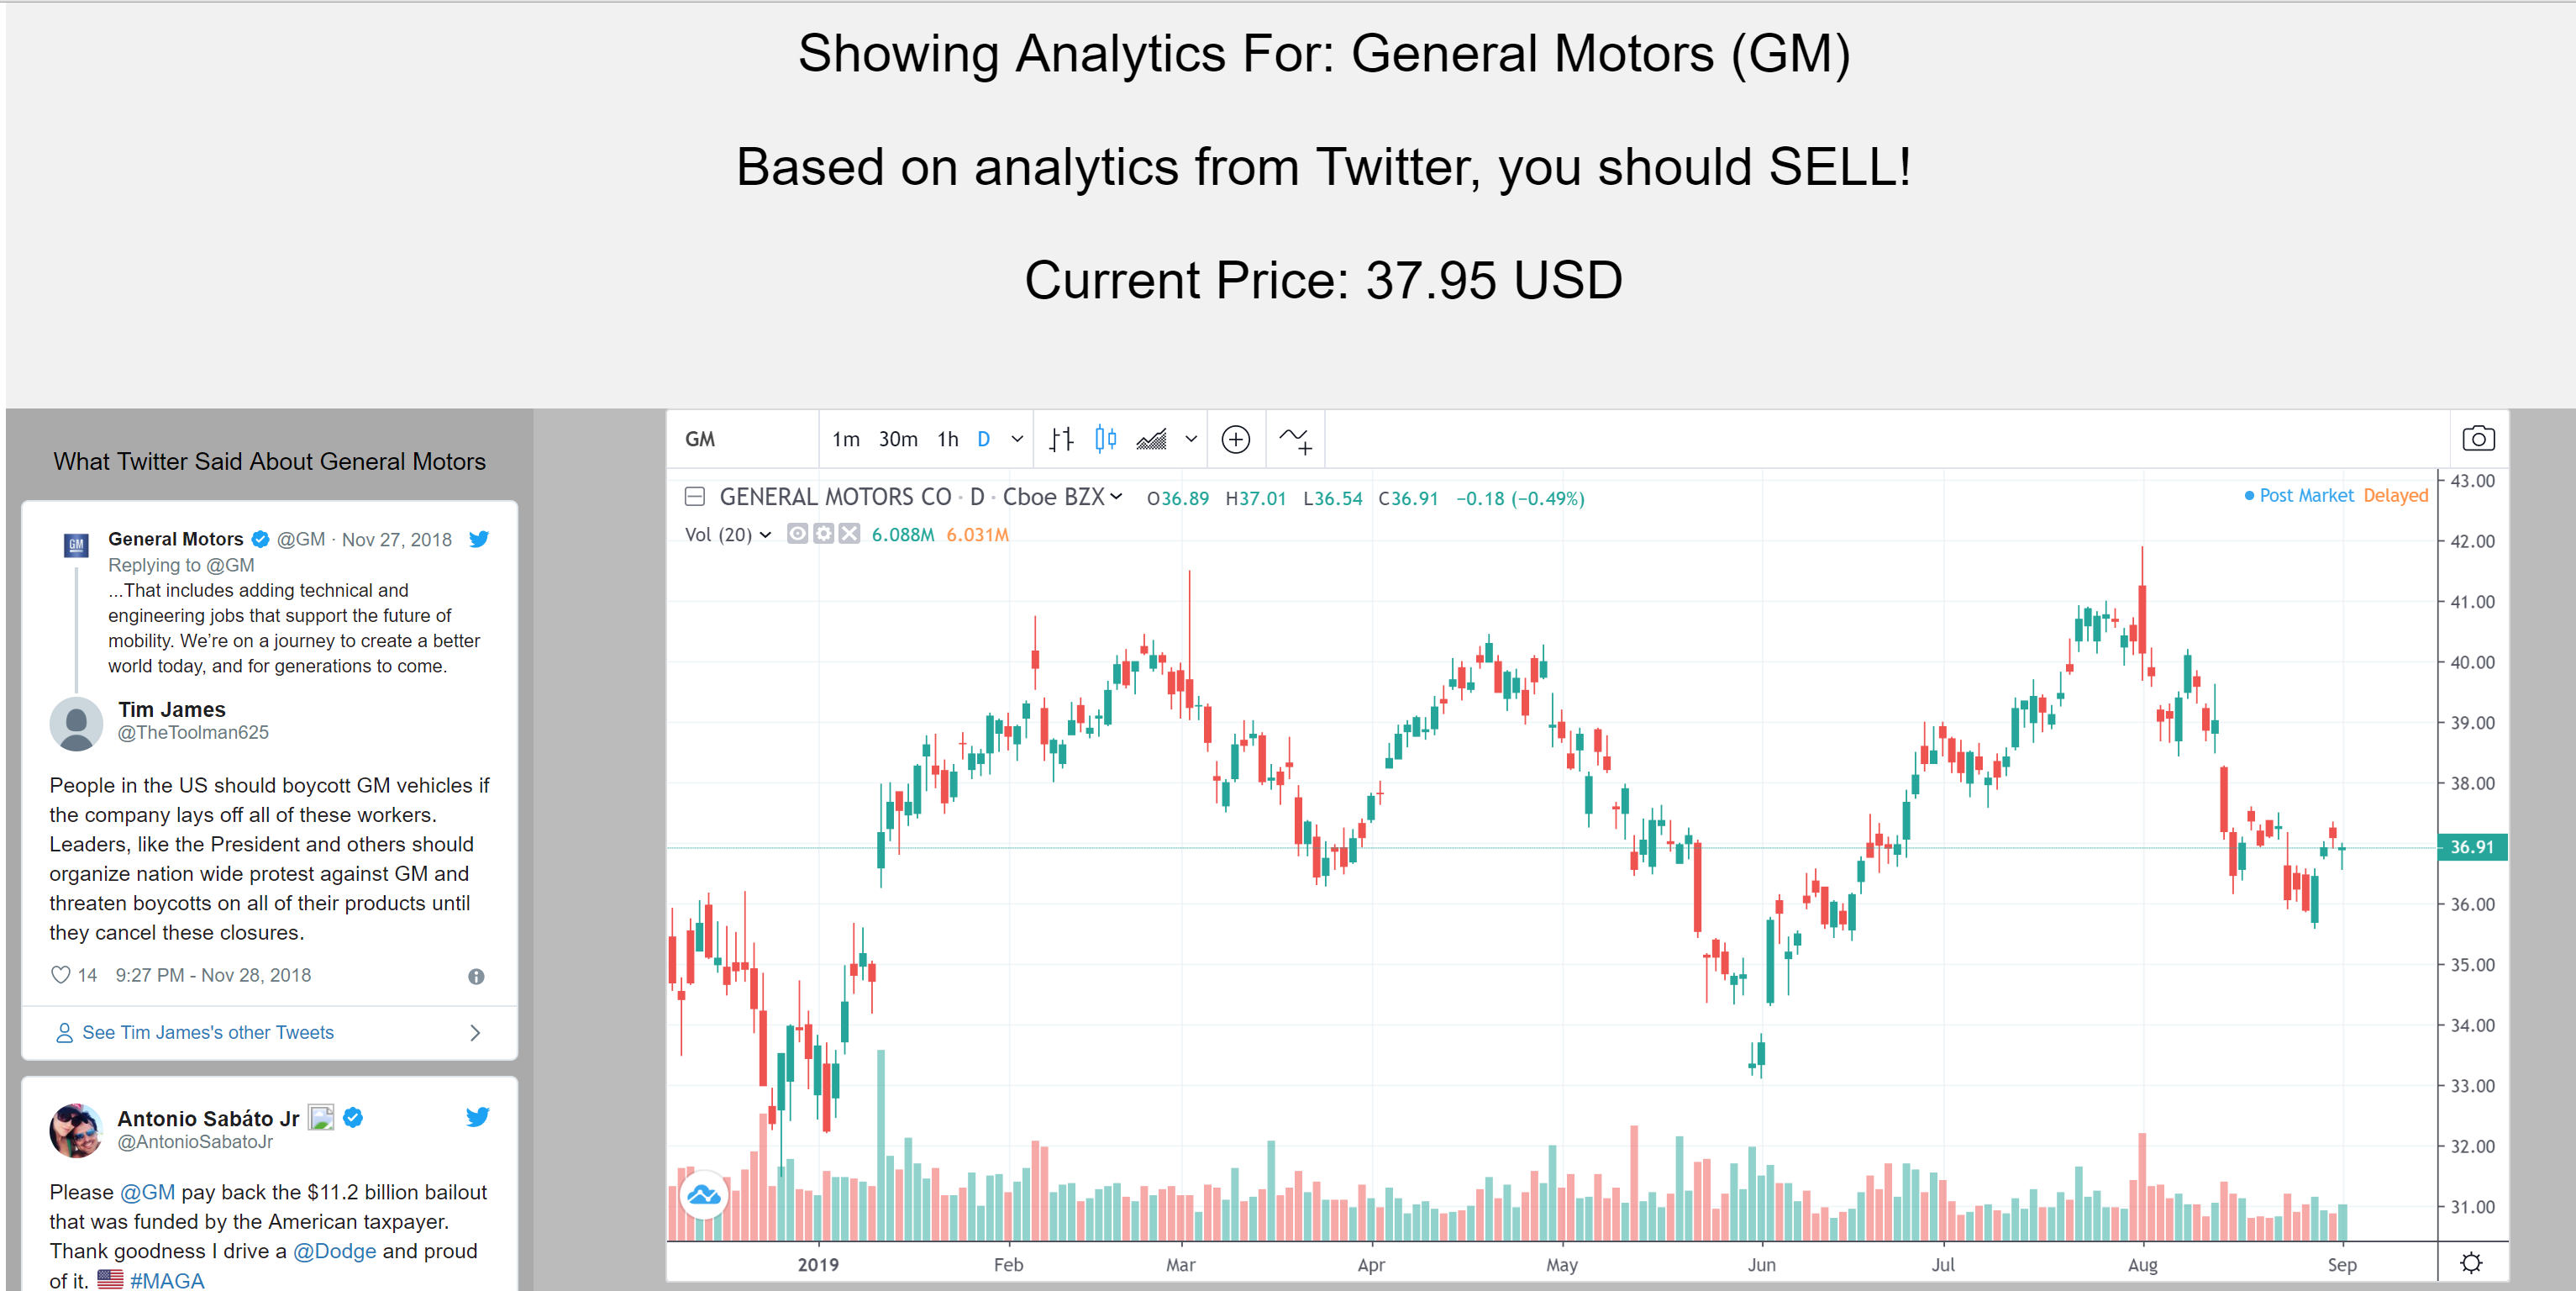 Showing Analytics For: General Motors (GM)
Based on analytics from Twitter, you should SELL!
Current Price: 37.95 USD
What Twitter Said About General Motors
GM
General Motors @GM · Nov 27, 2018
Replying to @GM
...That includes adding technical and
engineering jobs that support the future of
mobility. We’re on a journey to create a better
world today, and for generations to come.
Tim James
@TheToolman625
People in the US should boycott GM vehicles if
the company lays off all of these workers.
Leaders, like the President and others should
organize nation wide protest against GM and
threaten boycotts on all of their products until
they cancel these closures.
14 9:27 PM - Nov 28, 2018
See Tim James's other Tweets
Antonio Sabáto Jr
@AntonioSabatoJr
Please @GM pay back the $11.2 billion bailout
that was funded by the American taxpayer.
Thank goodness I drive a @Dodge and proud
of it. 🇺🇸 #MAGA
GM 1m 30m 1h D
GENERAL MOTORS CO · D · Cboe BZX O36.89 H37.01 L36.54 C36.91 −0.18 (−0.49%)
Post Market Delayed
Vol (20) 6.088M 6.031M
43.00
42.00
41.00
40.00
39.00
38.00
36.91
36.00
35.00
34.00
33.00
32.00
31.00
2019 Feb Mar Apr May Jun Jul Aug Sep